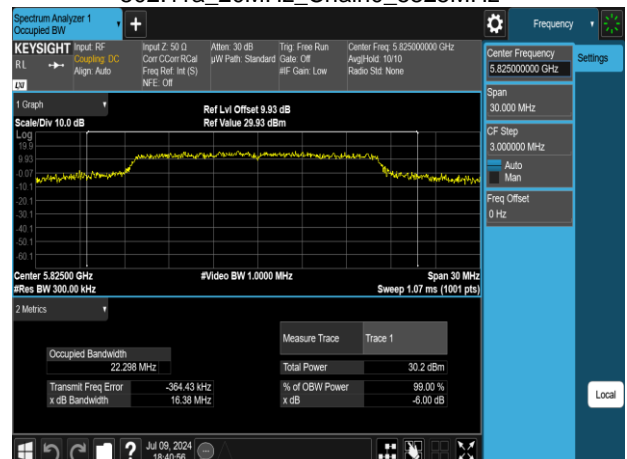 Spectrum Analyzer 1
Occupied BW
+
Frequency
KEYSIGHT
RL
LXI
Input: RF
Coupling: DC
Align: Auto
Input Z: 50 Ω
Corr CCorr RCal
Freq Ref: Int (S)
NFE: Off
Atten: 30 dB
µW Path: Standard
Trig: Free Run
Gate: Off
#IF Gain: Low
Center Freq: 5.825000000 GHz
Avg|Hold: 10/10
Radio Std: None
Center Frequency
5.825000000 GHz
Settings
Span
30.000 MHz
CF Step
3.000000 MHz
Auto
Man
Freq Offset
0 Hz
Local
1 Graph
Scale/Div 10.0 dB
Ref Lvl Offset 9.93 dB
Ref Value 29.93 dBm
Log
19.9
9.93
-0.07
-10.1
-20.1
-30.1
-40.1
-50.1
-60.1
Center 5.82500 GHz
#Video BW 1.0000 MHz
Span 30 MHz
#Res BW 300.00 kHz
Sweep 1.07 ms (1001 pts)
2 Metrics
Measure Trace
Trace 1
Occupied Bandwidth
22.298 MHz
Total Power
30.2 dBm
Transmit Freq Error
-364.43 kHz
% of OBW Power
99.00 %
x dB Bandwidth
16.38 MHz
x dB
-6.00 dB
?
Jul 09, 2024
18:40:56